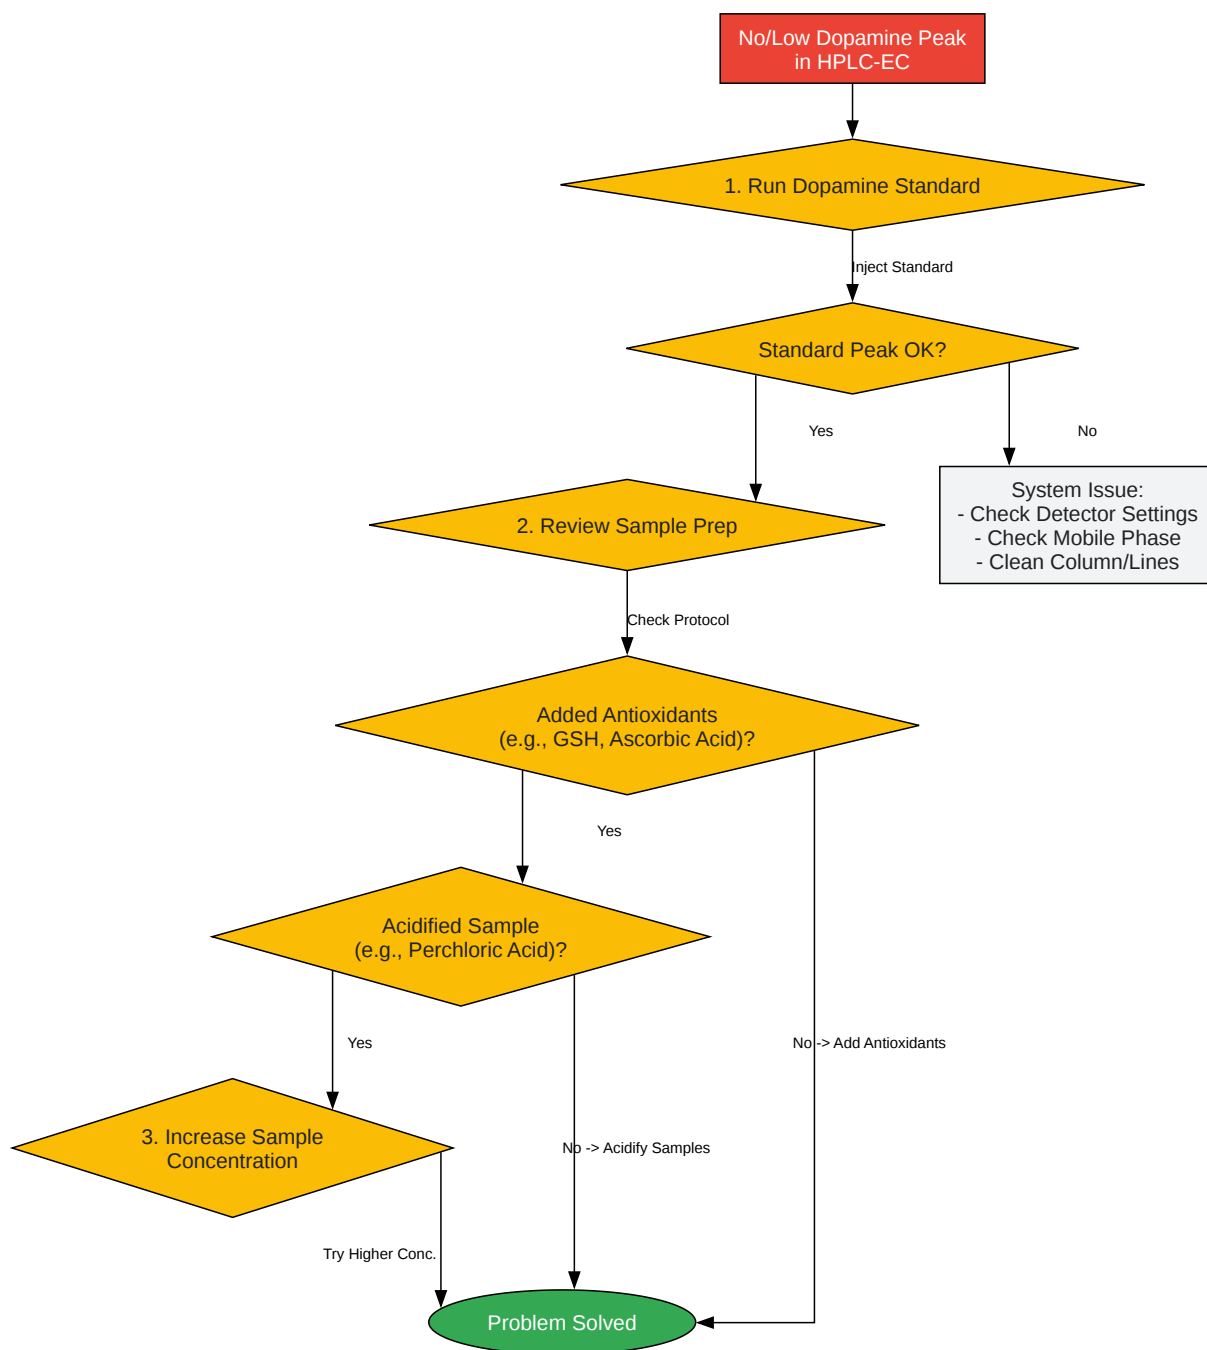 No/Low Dopamine Peak
in HPLC-EC
1. Run Dopamine Standard
Inject Standard
Standard Peak OK?
Yes
No
System Issue:
- Check Detector Settings
- Check Mobile Phase
- Clean Column/Lines
2. Review Sample Prep
Check Protocol
Added Antioxidants
(e.g., GSH, Ascorbic Acid)?
Yes
Acidified Sample
(e.g., Perchloric Acid)?
Yes
No -> Add Antioxidants
3. Increase Sample
Concentration
No -> Acidify Samples
Try Higher Conc.
Problem Solved